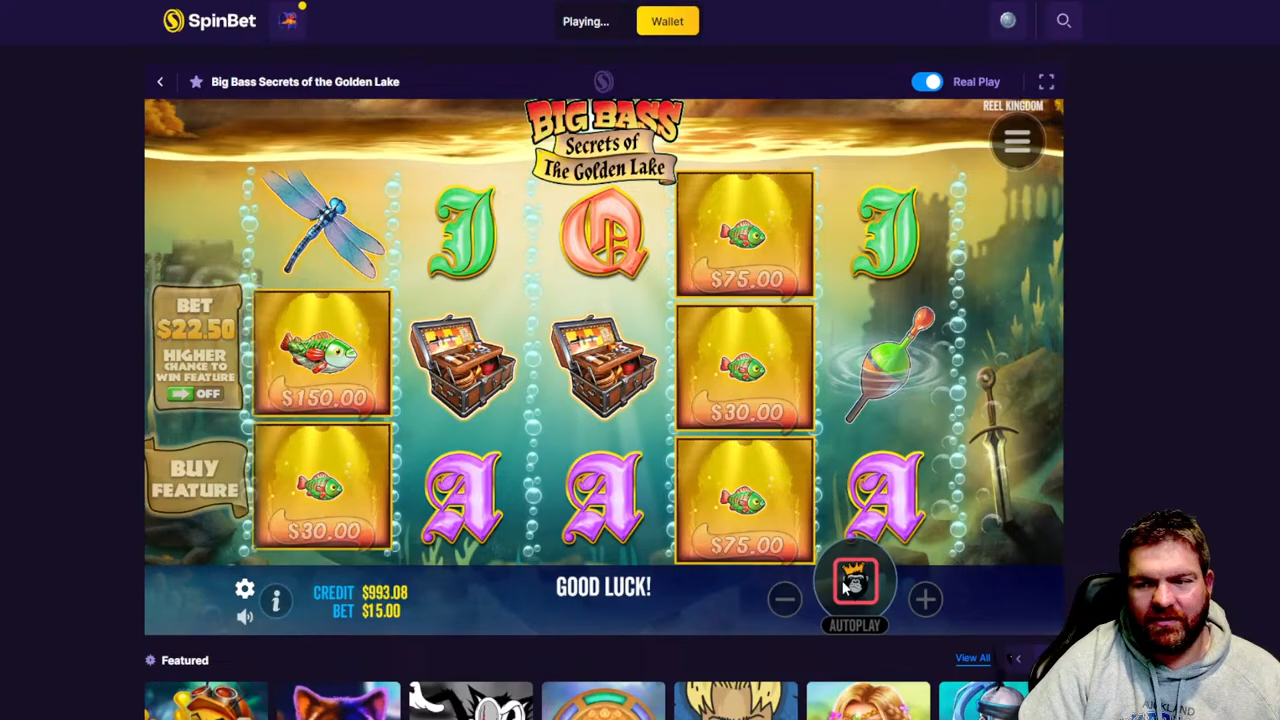 SpinBet
Playing...
Wallet
Big Bass Secrets of the Golden Lake
Real Play
REEL KINGDOM
BIG BASS
Secrets of
The Golden Lake
J
Q
$75.00
J
BET
$22.50
HIGHER
CHANCE TO
WIN FEATURE
OFF
$150.00
$30.00
BUY
FEATURE
$30.00
A
A
$75.00
A
CREDIT $993.08
BET $15.00
GOOD LUCK!
AUTOPLAY
Featured
View All
AUCKLAND